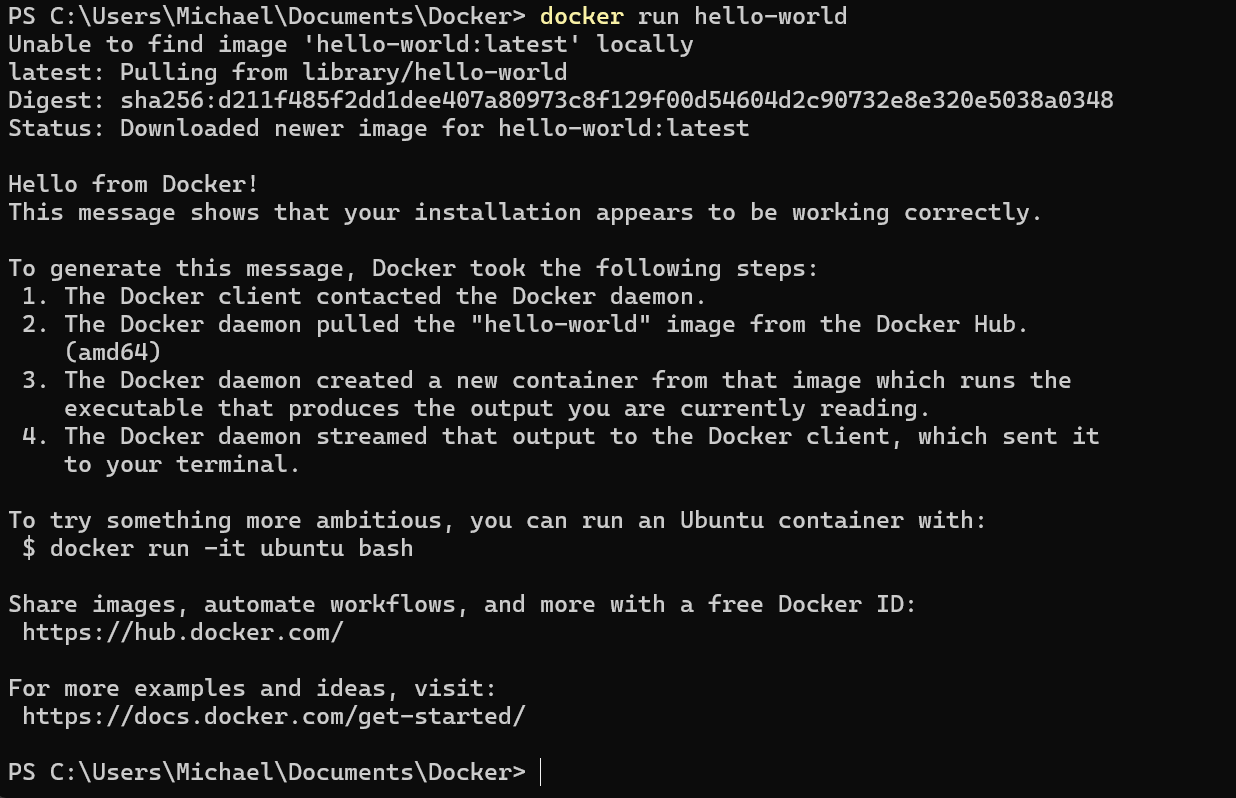 PS C:\Users\Michael\Documents\Docker> docker run hello-world
Unable to find image 'hello-world:latest' locally
latest: Pulling from library/hello-world
Digest: sha256:d211f485f2dd1dee407a80973c8f129f00d54604d2c90732e8e320e5038a0348
Status: Downloaded newer image for hello-world:latest

Hello from Docker!
This message shows that your installation appears to be working correctly.

To generate this message, Docker took the following steps:
 1. The Docker client contacted the Docker daemon.
 2. The Docker daemon pulled the "hello-world" image from the Docker Hub.
    (amd64)
 3. The Docker daemon created a new container from that image which runs the
    executable that produces the output you are currently reading.
 4. The Docker daemon streamed that output to the Docker client, which sent it
    to your terminal.

To try something more ambitious, you can run an Ubuntu container with:
 $ docker run -it ubuntu bash

Share images, automate workflows, and more with a free Docker ID:
 https://hub.docker.com/

For more examples and ideas, visit:
 https://docs.docker.com/get-started/

PS C:\Users\Michael\Documents\Docker>